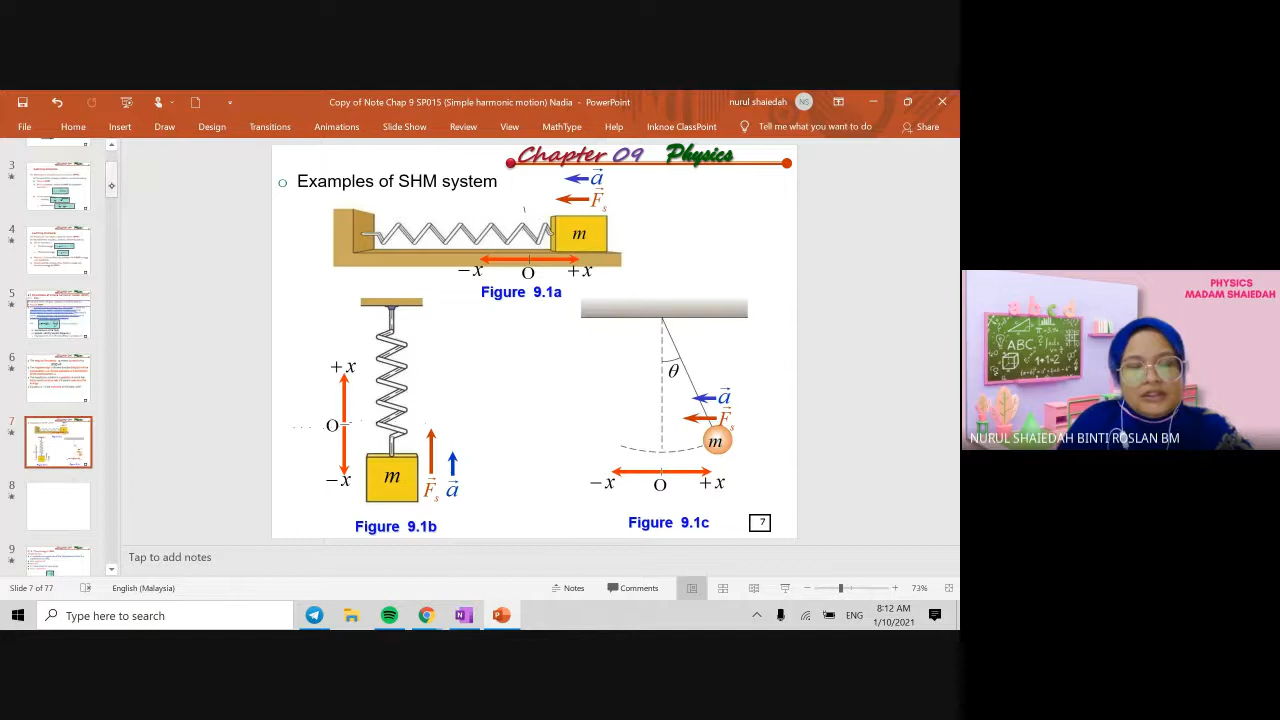 Copy of Note Chap 9 SP015 (Simple harmonic motion) Nadia - PowerPoint
nurul shaiedah NS
File Home Insert Draw Design Transitions Animations Slide Show Review View MathType Help Inknoe ClassPoint Tell me what you want to do Share
Chapter 09 Physics
Examples of SHM system
a
F s
m
−x O +x
Figure 9.1a
+x
O
−x
m
F s a
Figure 9.1b
θ
a
F s
m
−x O +x
Figure 9.1c
7
3
4
5
6
7
8
9
Tap to add notes
Slide 7 of 77 English (Malaysia) Notes Comments 73%
Type here to search
ENG
8:12 AM
1/10/2021
PHYSICS
MADAM SHAIEDAH
ABC,
1+1=2
NURUL SHAIEDAH BINTI ROSLAN BM